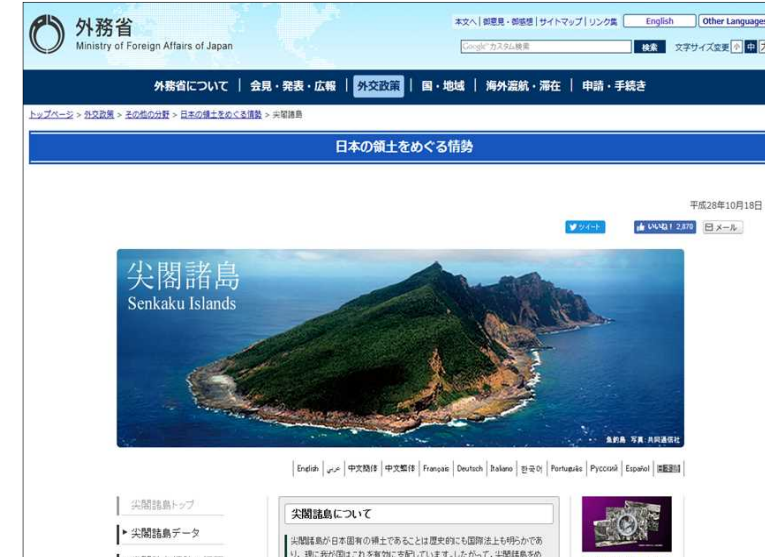 外務省
Ministry of Foreign Affairs of Japan
本文へ | 御意見・御感想 | サイトマップ | リンク集
English
Other Languages
Google カスタム検索
検索
文字サイズ変更 小 中
外務省について | 会見・発表・広報 | 外交政策 | 国・地域 | 海外渡航・滞在 | 申請・手続き
トップページ > 外交政策 > その他の分野 > 日本の領土をめぐる情勢 > 尖閣諸島
日本の領土をめぐる情勢
平成28年10月18日
ツイート
いいね! 2,870
メール
尖閣諸島
Senkaku Islands
魚釣島 写真:共同通信社
English | عربي | 中文簡体 | 中文繁体 | Français | Deutsch | Italiano | 한국어 | Português | Русский | Español |
尖閣諸島トップ
尖閣諸島データ
尖閣諸島について
尖閣諸島が日本固有の領土であることは歴史的にも国際法上も明らかであ
り、現に我が国はこれを有効に支配しています。したがって、尖閣諸島をめ